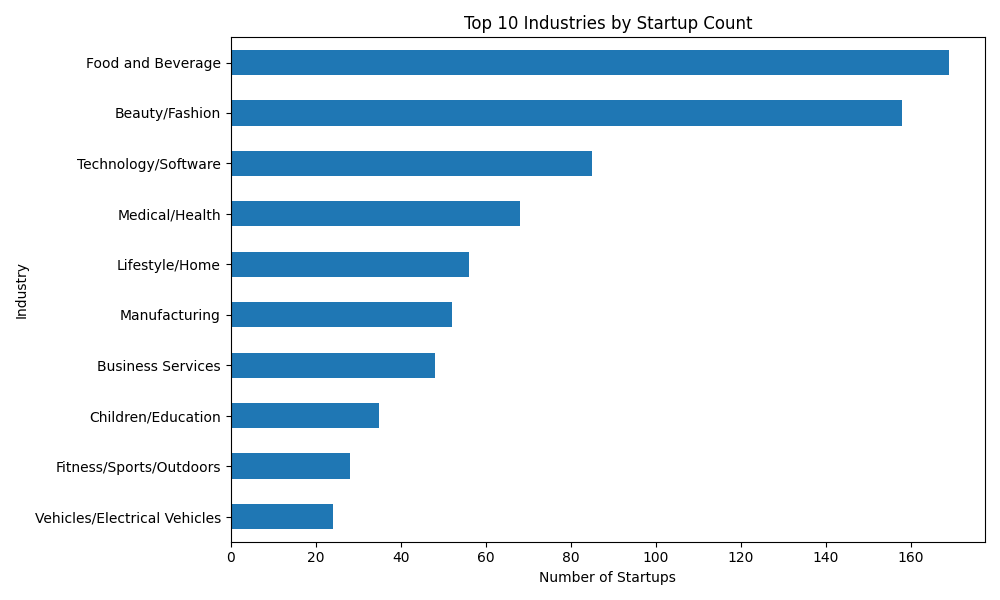 Top 10 Industries by Startup Count
Food and Beverage
Beauty/Fashion
Technology/Software
Medical/Health
Lifestyle/Home
Manufacturing
Business Services
Children/Education
Fitness/Sports/Outdoors
Vehicles/Electrical Vehicles
Industry
0 20 40 60 80 100 120 140 160
Number of Startups